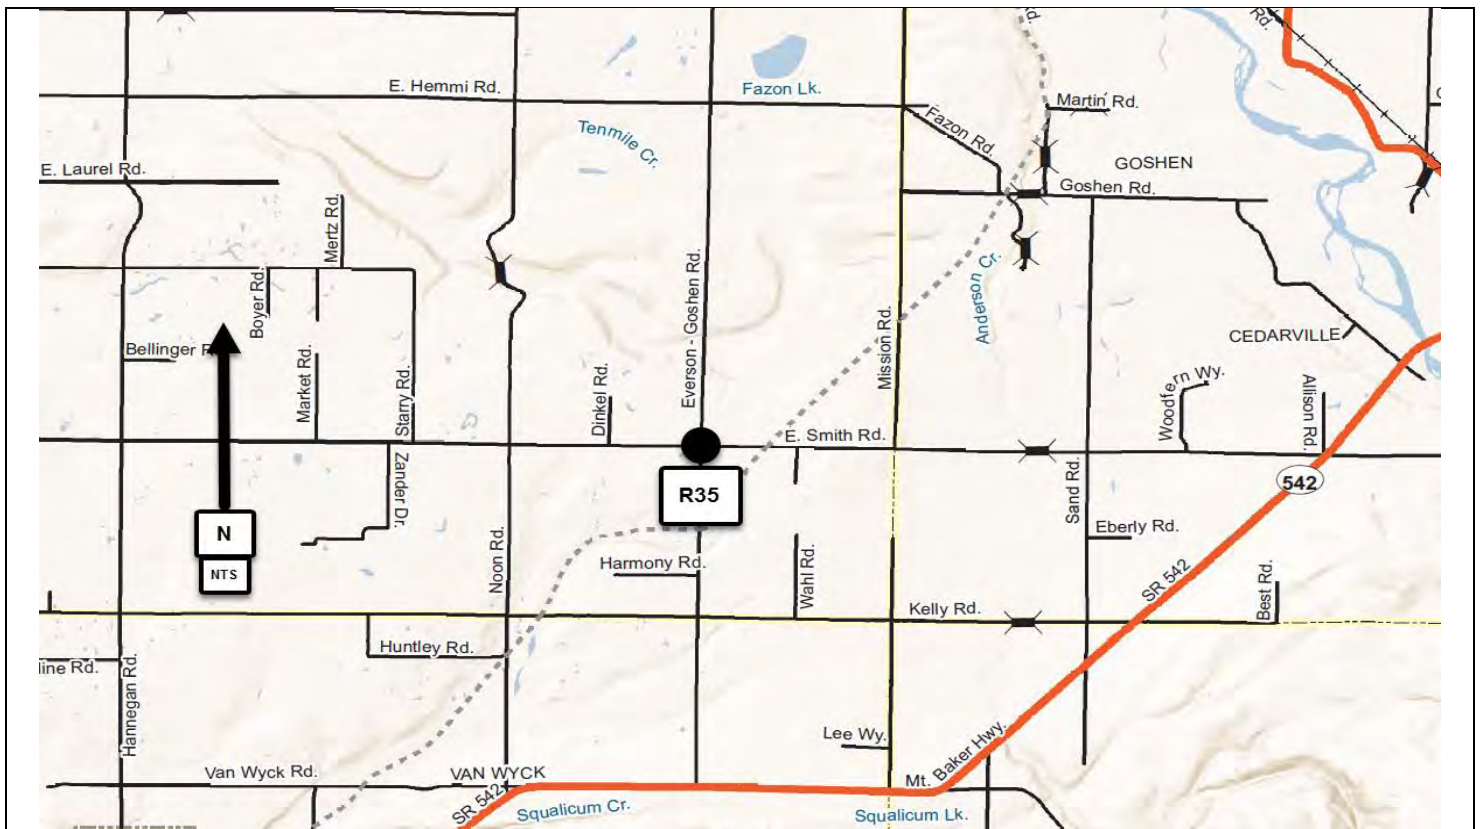 Rd.
Rd.
E. Hemmi Rd.
Fazon Lk.
Martin Rd.
Fazon Rd.
Tenmile Cr.
GOSHEN
E. Laurel Rd.
Goshen Rd.
Mertz Rd.
Boyer Rd.
Everson - Goshen Rd.
Anderson Cr.
Mission Rd.
CEDARVILLE
Bellinger
Market Rd.
Starry Rd.
Dinkel Rd.
Woodfern Wy.
Allison Rd.
E. Smith Rd.
Zander Dr.
R35
Sand Rd.
542
N
NTS
Eberly Rd.
Noon Rd.
Harmony Rd.
Wahl Rd.
SR 542
Best Rd.
Kelly Rd.
Huntley Rd.
line Rd.
Hannegan Rd.
Lee Wy.
Mt. Baker Hwy.
Van Wyck Rd.
VAN WYCK
SR 542
Squalicum Cr.
Squalicum Lk.